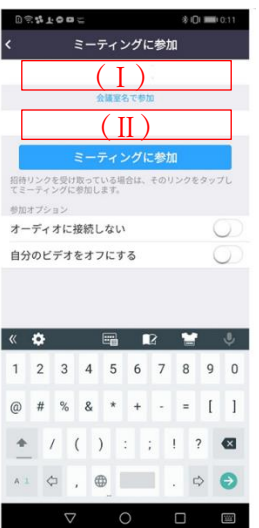 0:11
ミーティングに参加
(Ⅰ)
会議室名で参加
(Ⅱ)
ミーティングに参加
招待リンクを受け取っている場合は、そのリンクをタップし
てミーティングに参加します。
参加オプション
オーディオに接続しない
自分のビデオをオフにする
1 2 3 4 5 6 7 8 9 0
@ # % & * + - = [ ]
/ ( ) : ; ! ?
A , .